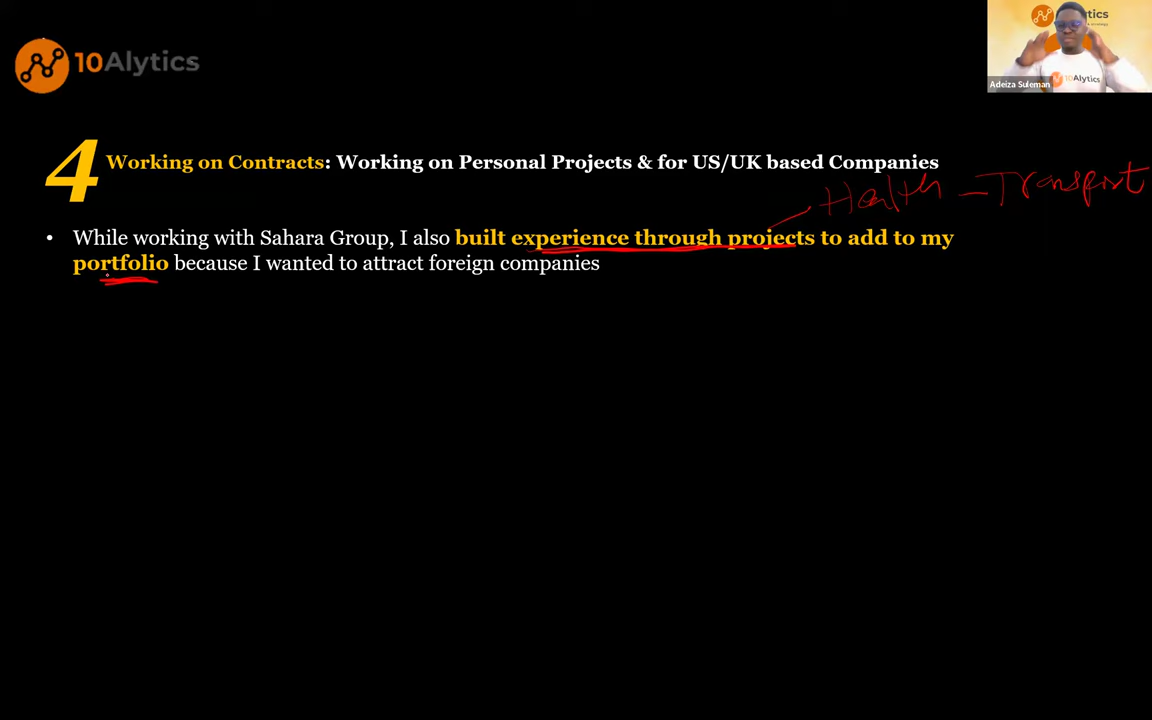 10Alytics
ytics
Adeiza Suleman
10Alytics
4 Working on Contracts: Working on Personal Projects & for US/UK based Companies
Health - Transport
• While working with Sahara Group, I also built experience through projects to add to my
portfolio because I wanted to attract foreign companies